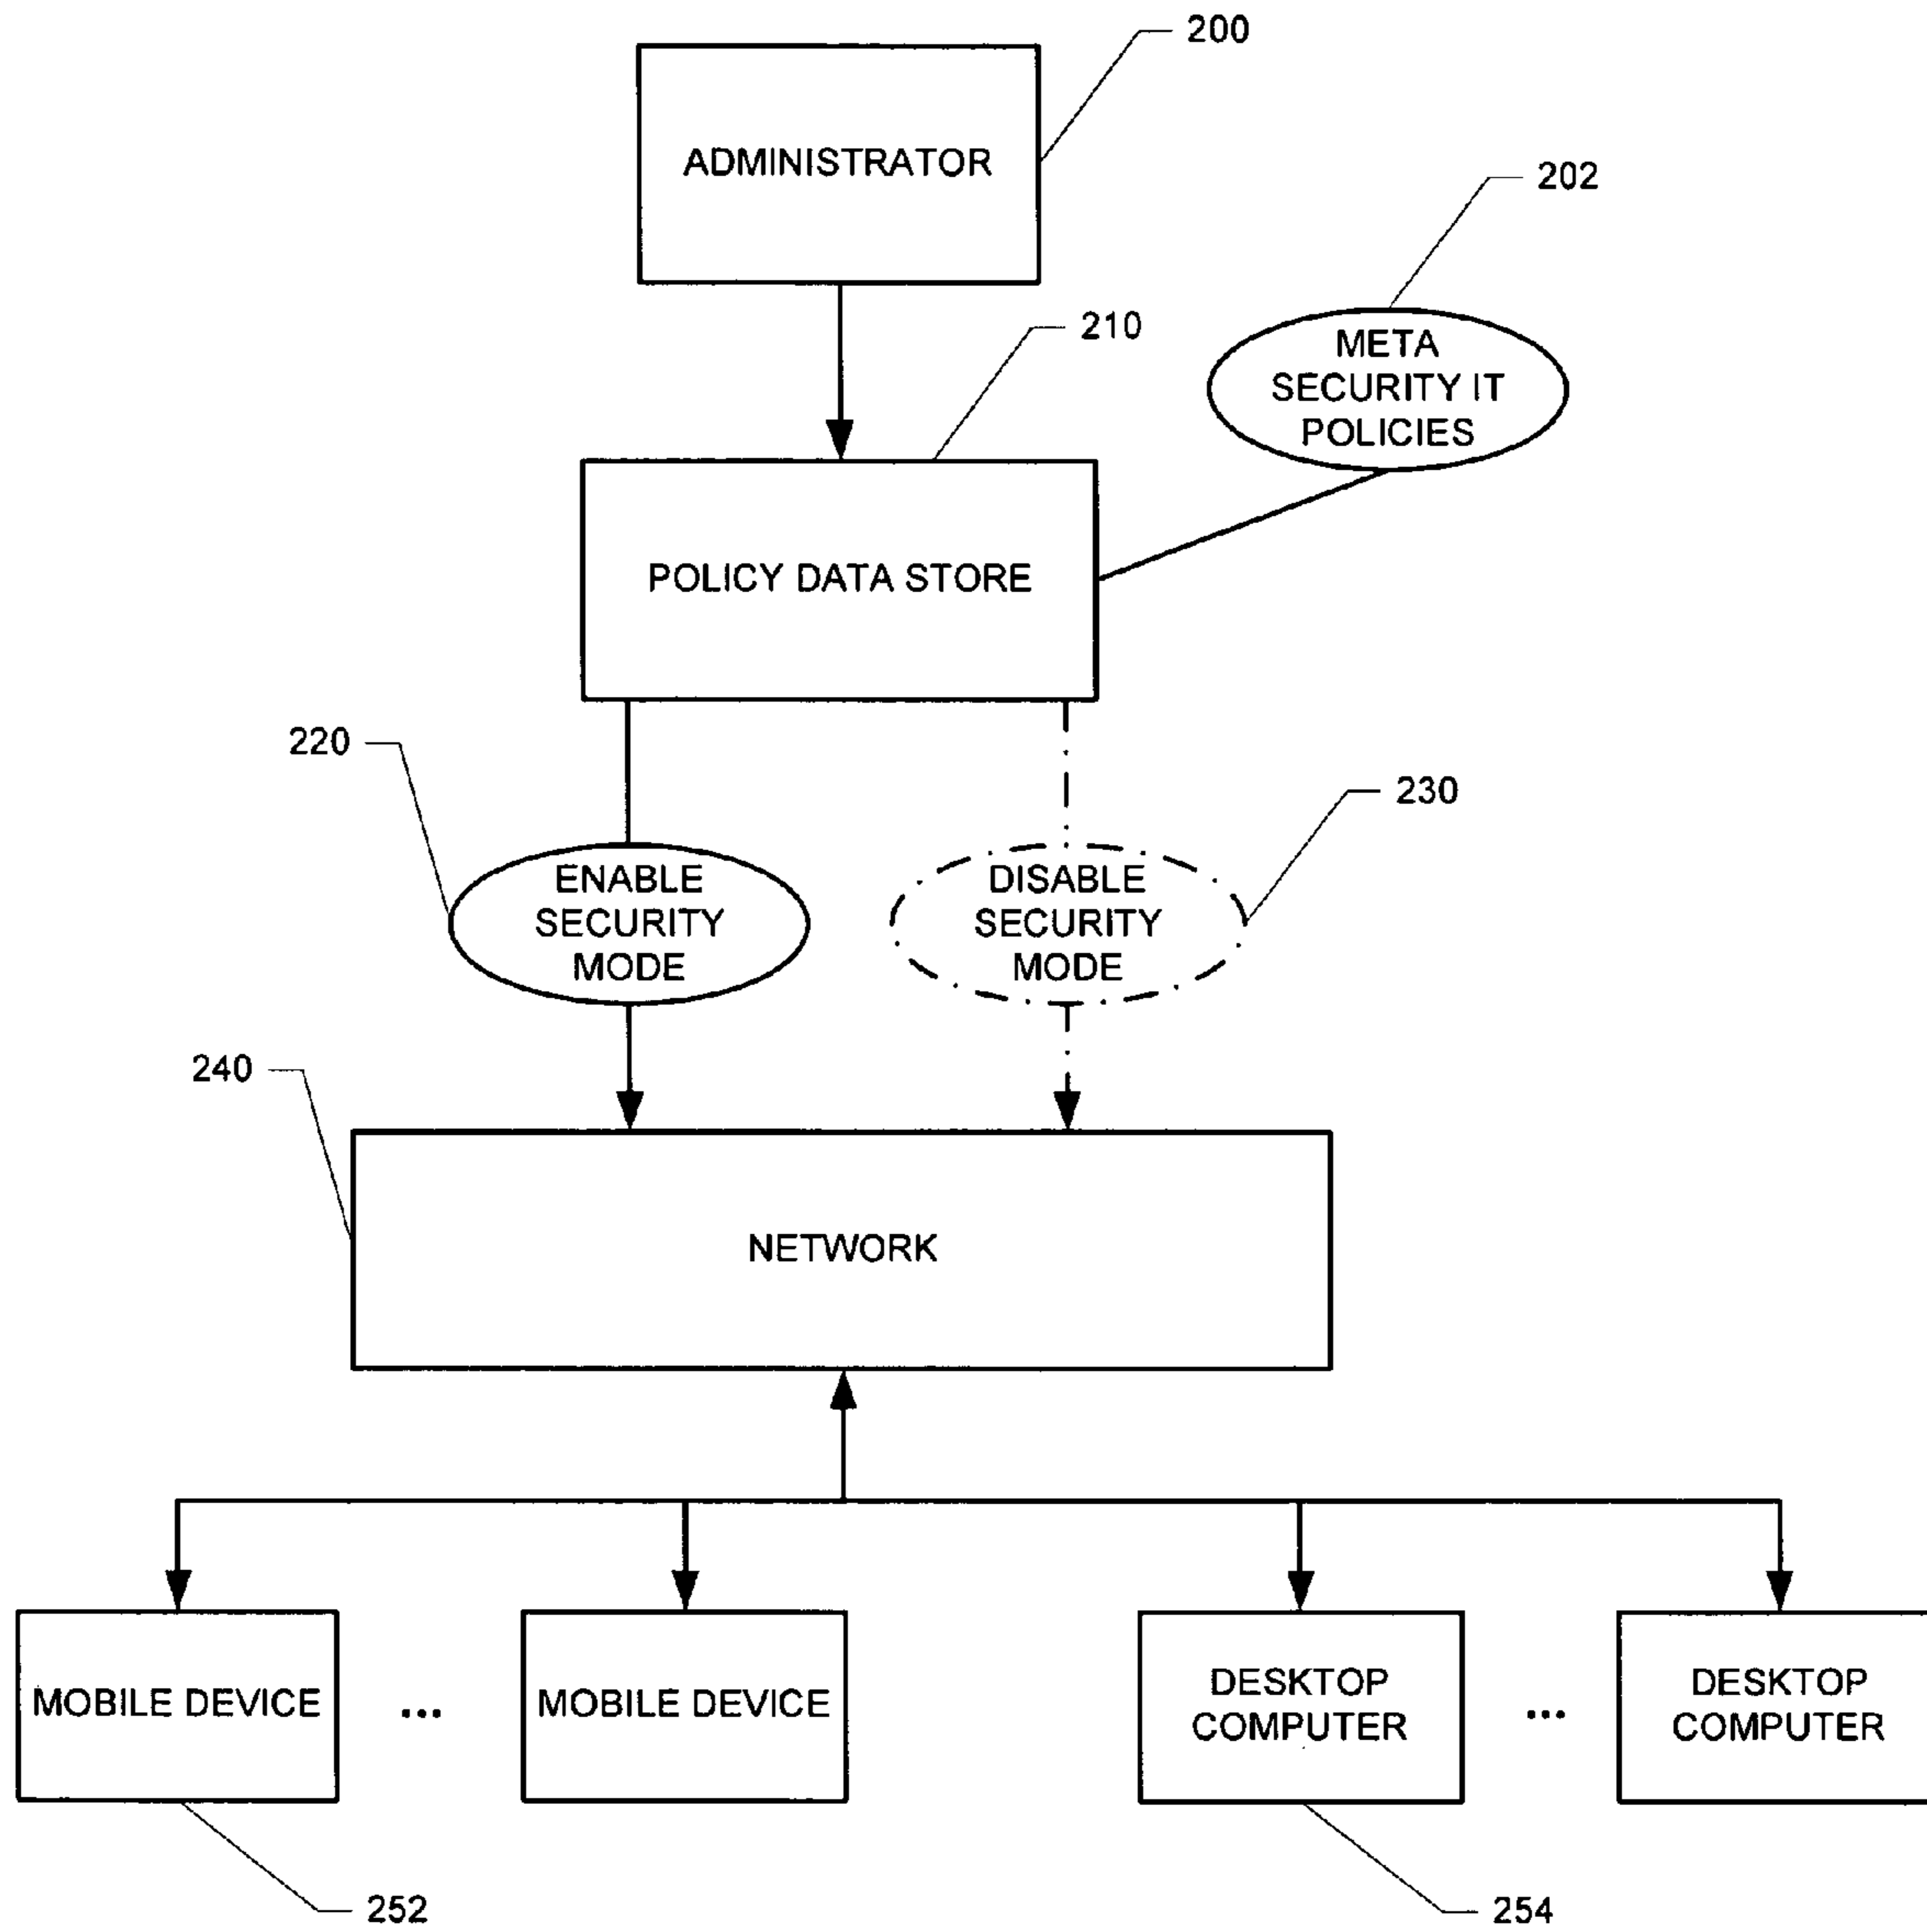 200
ADMINISTRATOR
202
210
META
SECURITY IT
POLICIES
POLICY DATA STORE
220
230
ENABLE
SECURITY
MODE
DISABLE
SECURITY
MODE
240
NETWORK
MOBILE DEVICE
...
MOBILE DEVICE
DESKTOP
COMPUTER
...
DESKTOP
COMPUTER
252
254